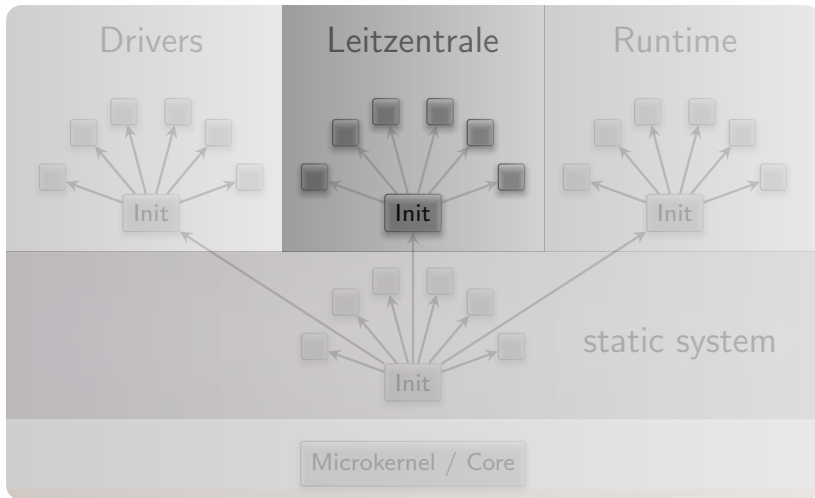 Drivers
Leitzentrale
Runtime
Init
Init
Init
static system
Init
Microkernel / Core